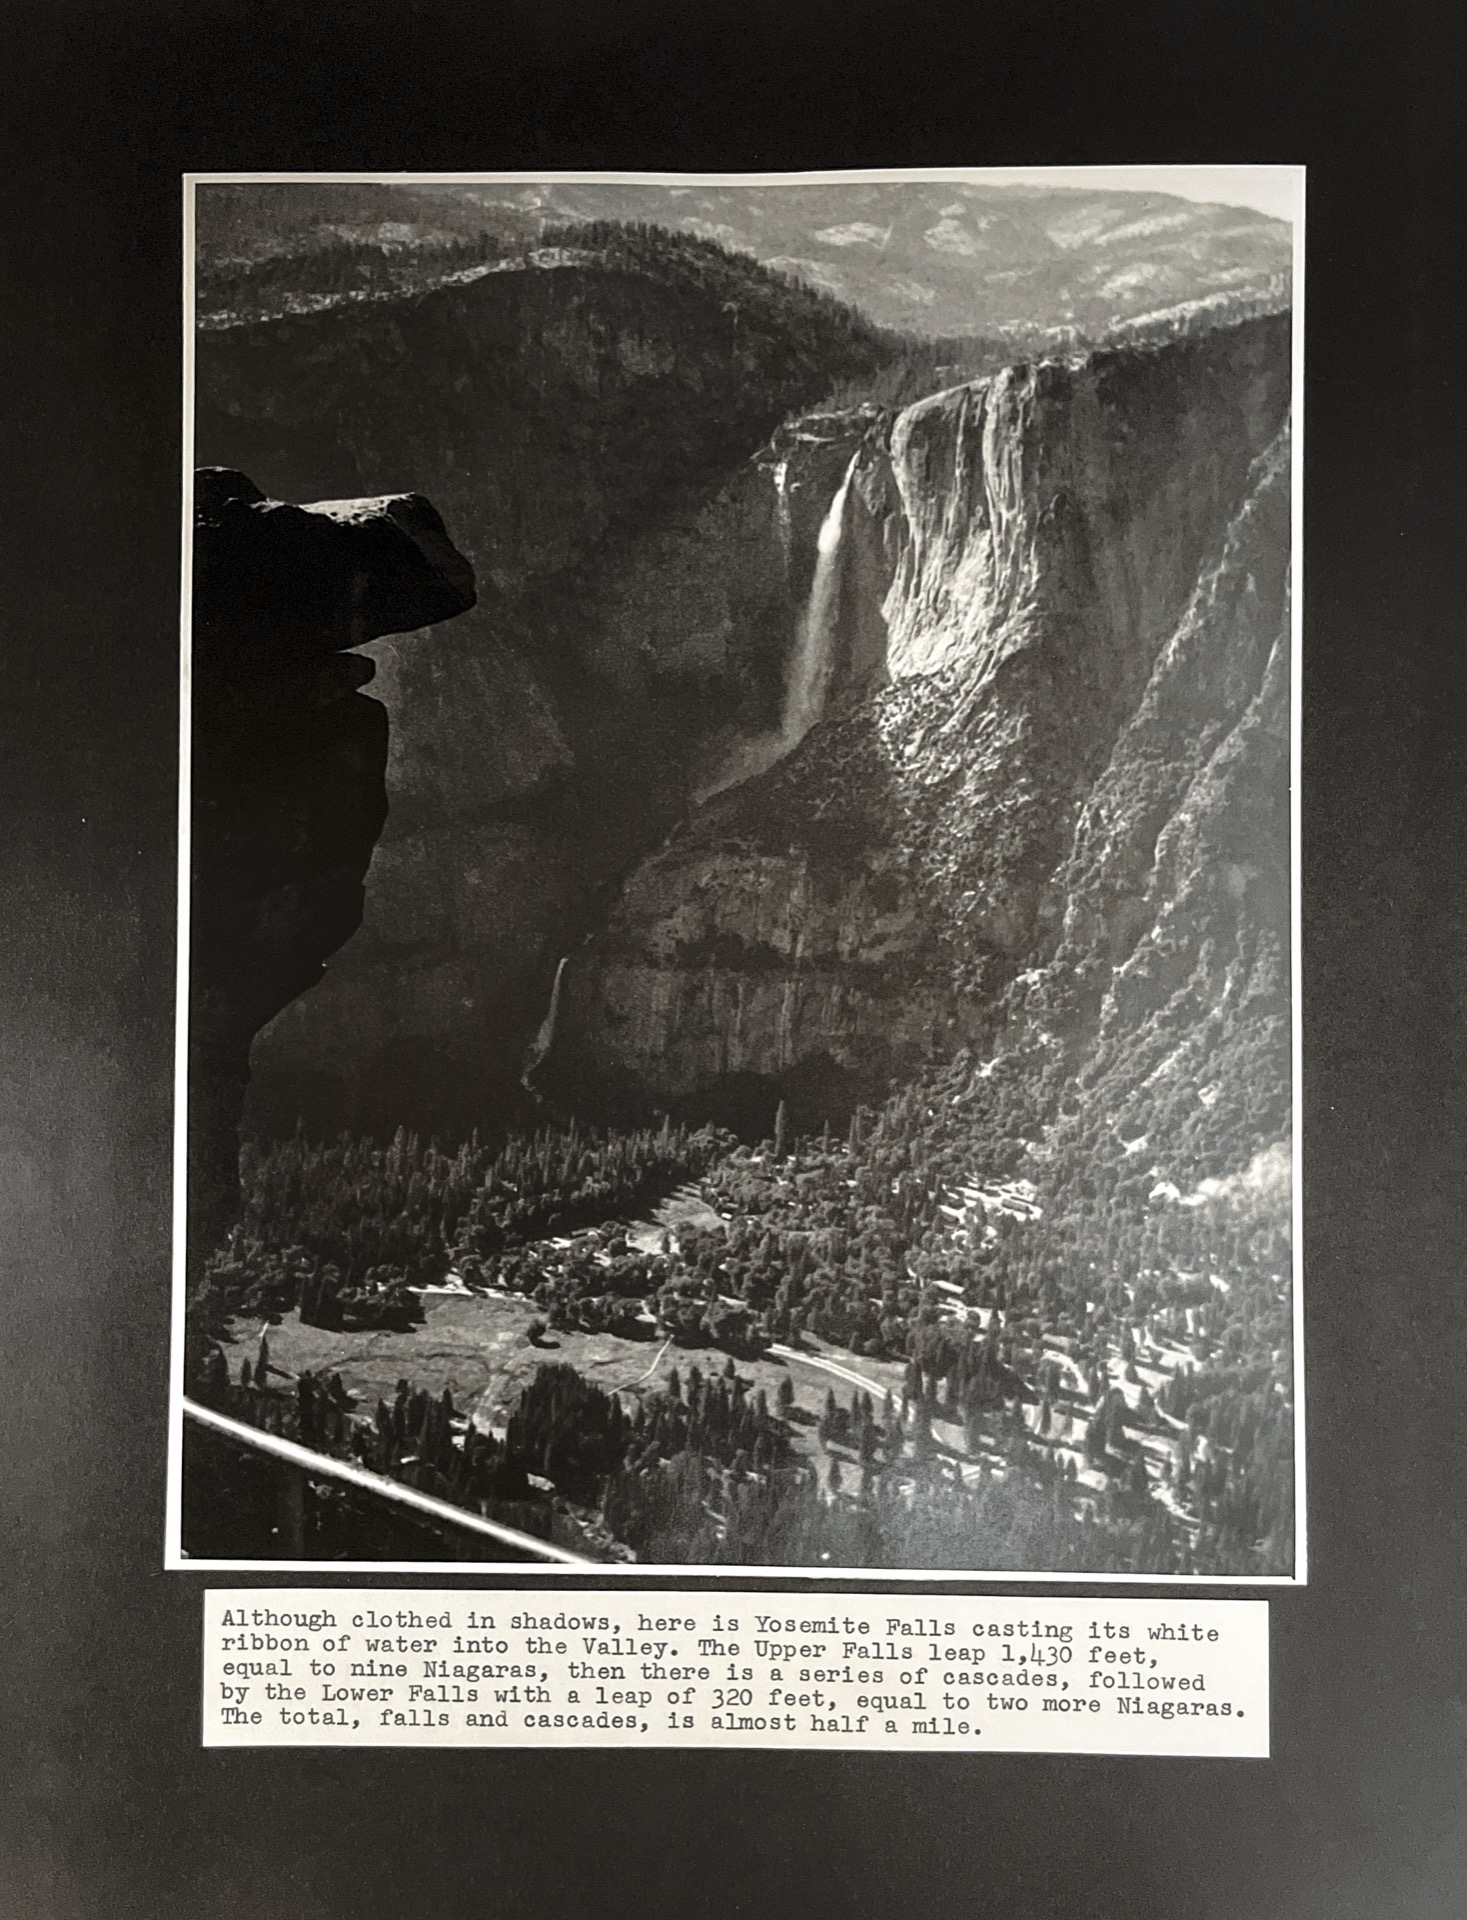 Although clothed in shadows, here is Yosemite Falls casting its white
ribbon of water into the Valley. The Upper Falls leap 1,430 feet,
equal to nine Niagaras, then there is a series of cascades, followed
by the Lower Falls with a leap of 320 feet, equal to two more Niagaras.
The total, falls and cascades, is almost half a mile.